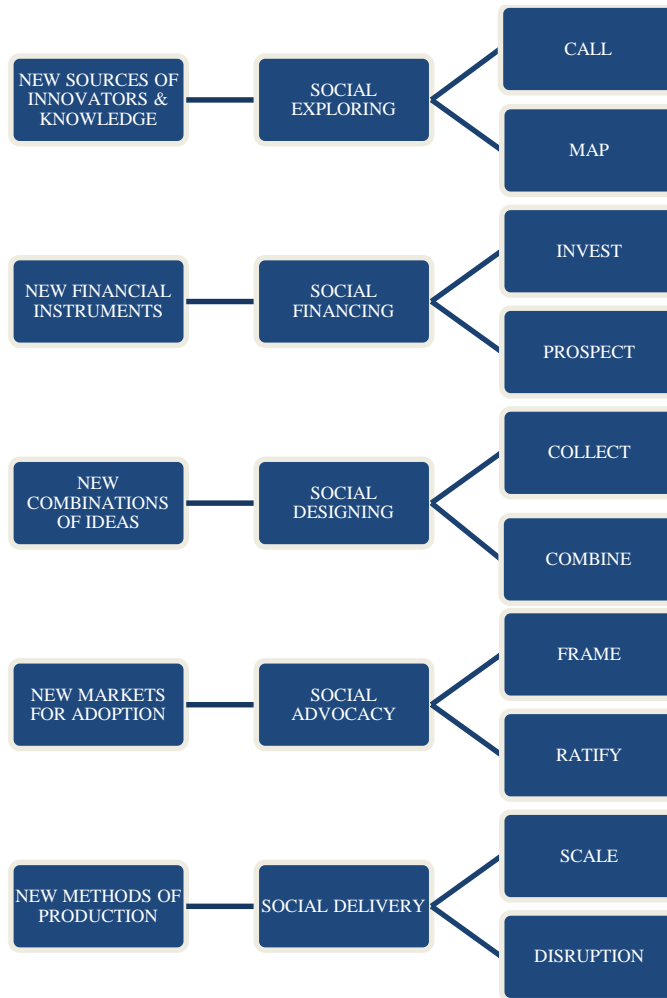 NEW SOURCES OF
INNOVATORS &
KNOWLEDGE
SOCIAL
EXPLORING
CALL
MAP
NEW FINANCIAL
INSTRUMENTS
SOCIAL
FINANCING
INVEST
PROSPECT
NEW
COMBINATIONS
OF IDEAS
SOCIAL
DESIGNING
COLLECT
COMBINE
NEW MARKETS
FOR ADOPTION
SOCIAL
ADVOCACY
FRAME
RATIFY
NEW METHODS OF
PRODUCTION
SOCIAL DELIVERY
SCALE
DISRUPTION